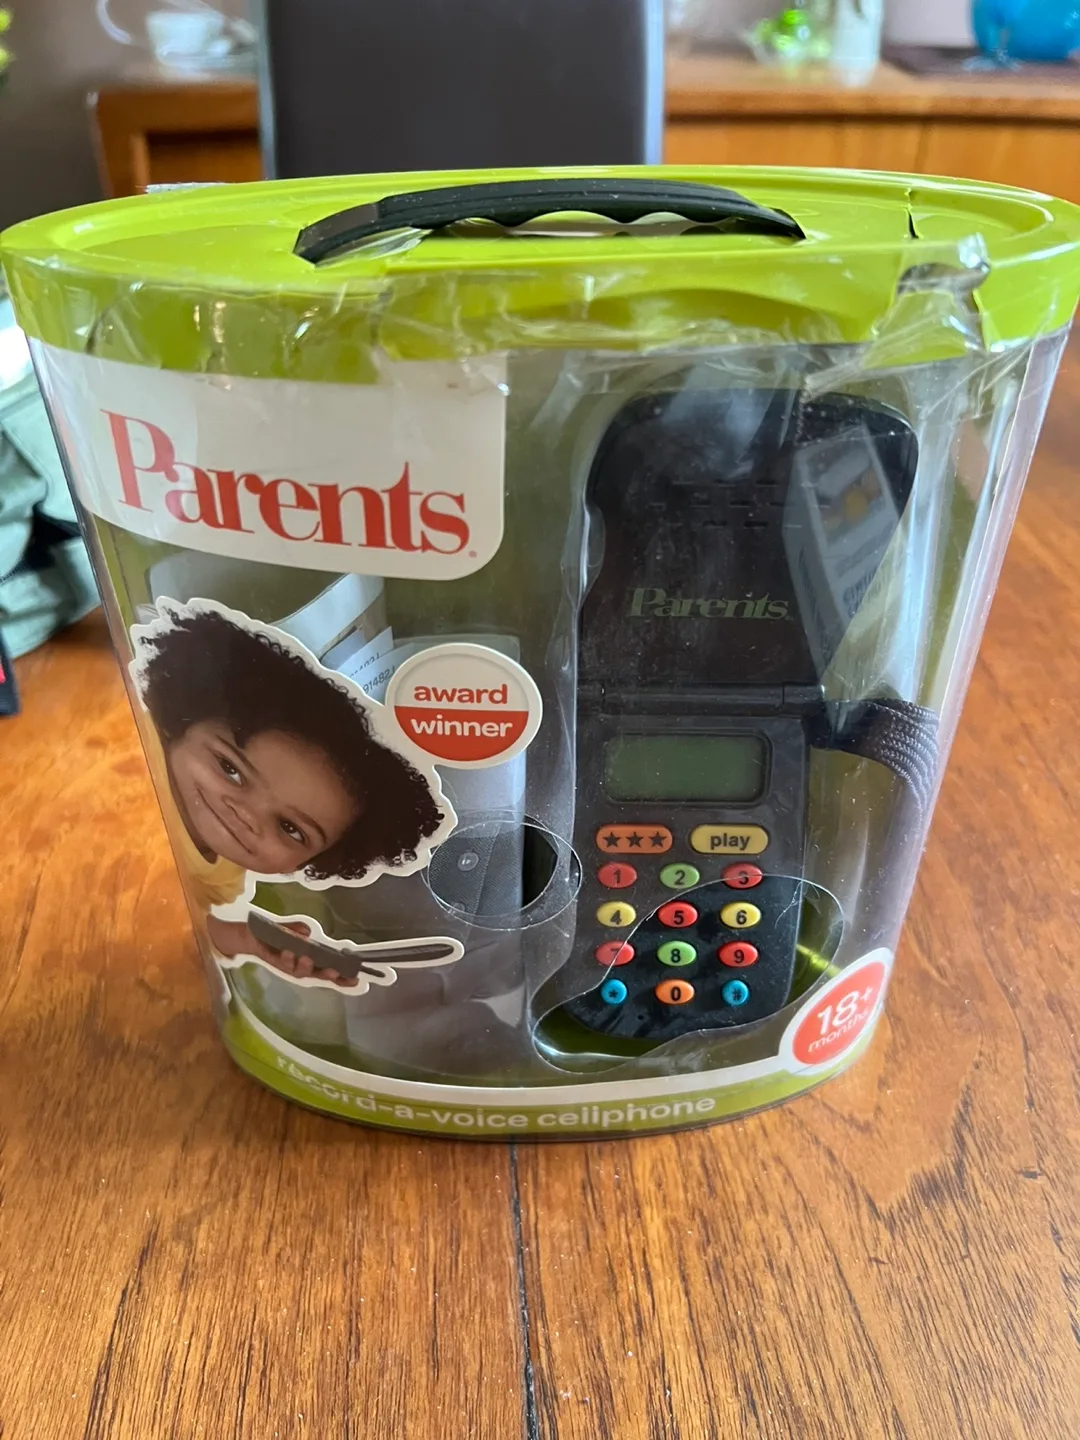 Parents
award
winner
Parents
★★★ play
1 2 3
4 5 6
7 8 9
* 0 #
18+
months
record-a-voice cellphone